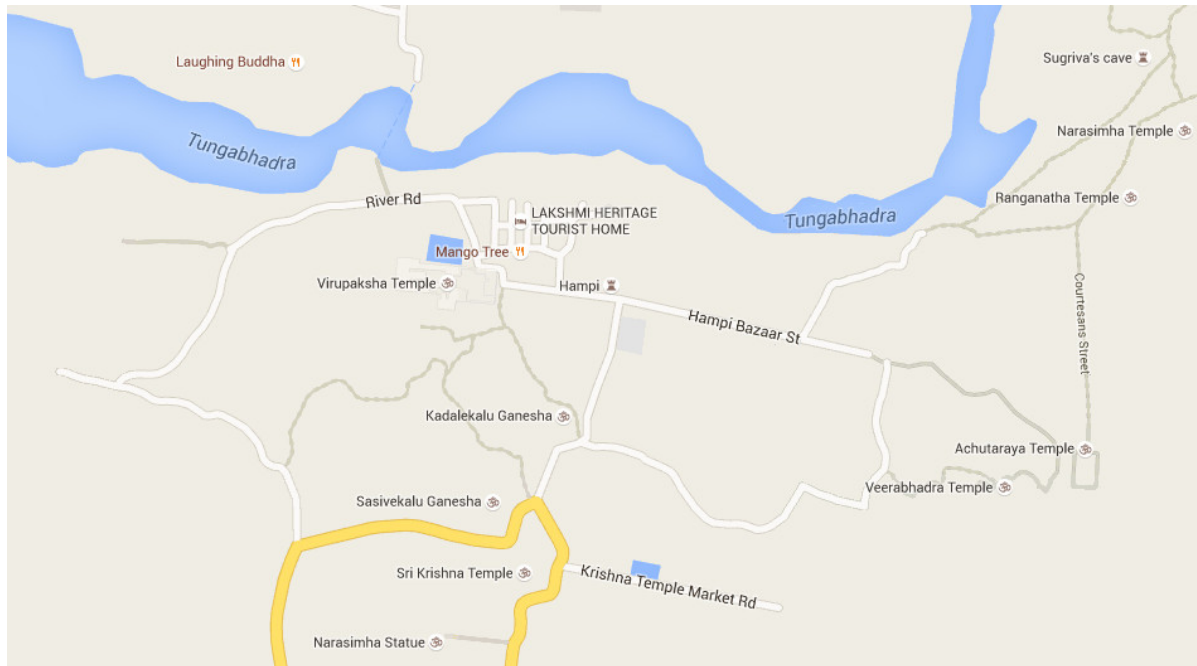 Laughing Buddha
Sugriva's cave
Tungabhadra
Narasimha Temple
River Rd
Ranganatha Temple
LAKSHMI HERITAGE
TOURIST HOME
Tungabhadra
Mango Tree
Virupaksha Temple
Hampi
Hampi Bazaar St
Courtesans Street
Kadalekalu Ganesha
Achutaraya Temple
Veerabhadra Temple
Sasivekalu Ganesha
Sri Krishna Temple
Krishna Temple Market Rd
Narasimha Statue